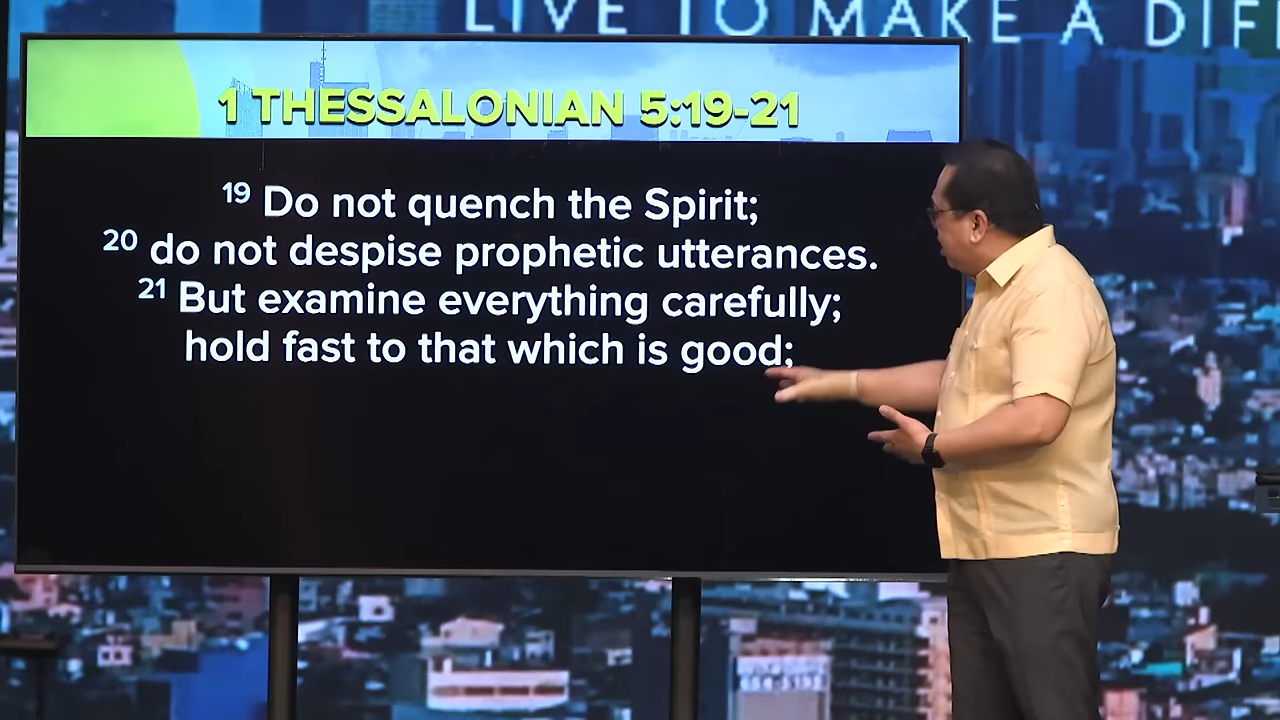 LIVE TO MAKE A DIF
1 THESSALONIAN 5:19-21
19 Do not quench the Spirit;
20 do not despise prophetic utterances.
21 But examine everything carefully;
hold fast to that which is good;